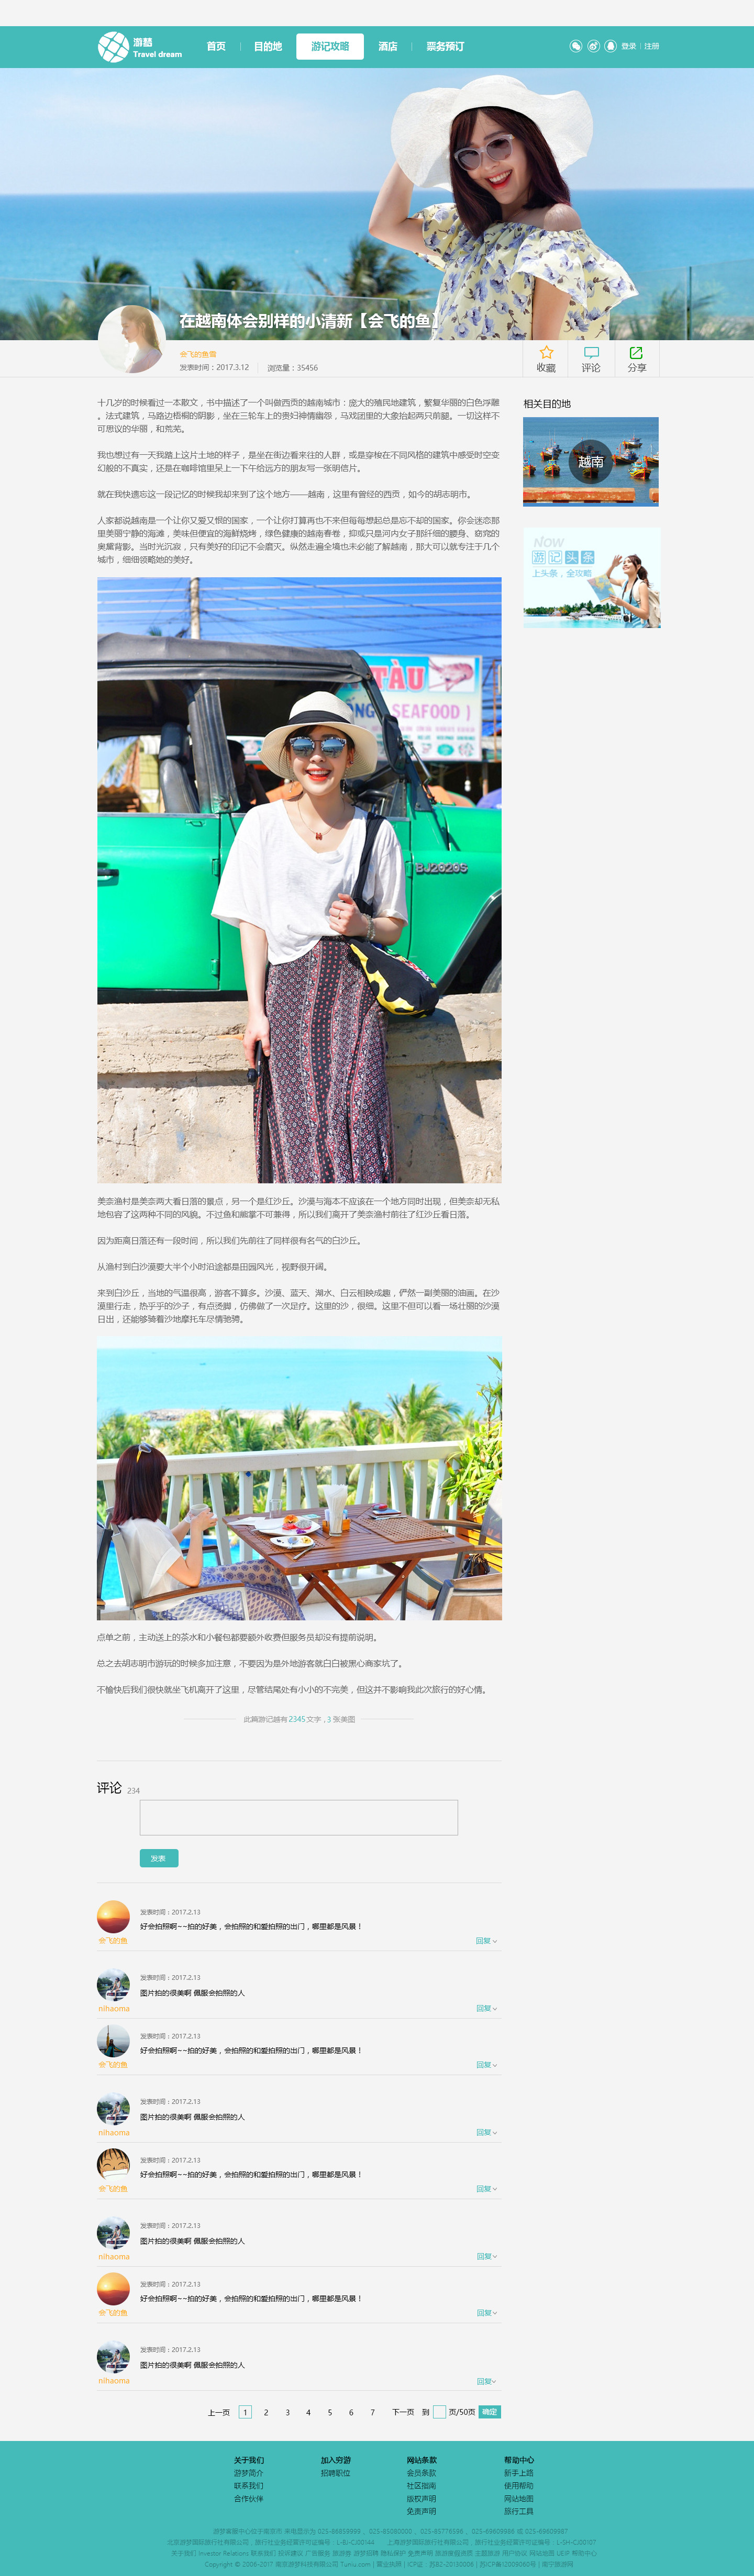 游梦
Travel dream
首页
目的地
游记攻略
酒店
票务预订
登录 | 注册
在越南体会别样的小清新【会飞的鱼】
会飞的鱼霄
发表时间：2017.3.12
浏览量：35456
收藏
评论
分享
十几岁的时候看过一本散文，书中描述了一个叫做西贡的越南城市：庞大的殖民地建筑，繁复华丽的白色浮雕
。法式建筑，马路边梧桐的阴影，坐在三轮车上的贵妇神情幽怨，马戏团里的大象抬起两只前腿。一切这样不
可思议的华丽，和荒芜。
我也想过有一天我踏上这片土地的样子，是坐在街边看来往的人群，或是穿梭在不同风格的建筑中感受时空变
幻般的不真实，还是在咖啡馆里呆上一下午给远方的朋友写一张明信片。
就在我快遗忘这一段记忆的时候我却来到了这个地方——越南，这里有曾经的西贡，如今的胡志明市。
人家都说越南是一个让你又爱又恨的国家，一个让你打算再也不来但每每想起总是忘不却的国家。你会迷恋那
里美丽宁静的海滩，美味但便宜的海鲜烧烤，绿色健康的越南春卷，抑或只是河内女子那纤细的腰身、窈窕的
奥黛背影。当时光沉寂，只有美好的印记不会磨灭。纵然走遍全境也未必能了解越南，那大可以就专注于几个
城市，细细领略她的美好。
相关目的地
越南
Now
游记头条
上头条，全攻略
TÀU
SEAFOOD
BJ2020S
美奈渔村是美奈两大看日落的景点，另一个是红沙丘。沙漠与海本不应该在一个地方同时出现，但美奈却无私
地包容了这两种不同的风貌。不过鱼和熊掌不可兼得，所以我们离开了美奈渔村前往了红沙丘看日落。
因为距离日落还有一段时间，所以我们先前往了同样很有名气的白沙丘。
从渔村到白沙漠要大半个小时沿途都是田园风光，视野很开阔。
来到白沙丘，当地的气温很高，游客不算多。沙漠、蓝天、湖水、白云相映成趣，俨然一副美丽的油画。在沙
漠里行走，热乎乎的沙子，有点烫脚，仿佛做了一次足疗。这里的沙，很细。这里不但可以看一场壮丽的沙漠
日出，还能够骑着沙地摩托车尽情驰骋。
点单之前，主动送上的茶水和小餐包都要额外收费但服务员却没有提前说明。
总之去胡志明市游玩的时候多加注意，不要因为是外地游客就白白被黑心商家坑了。
不愉快后我们很快就坐飞机离开了这里，尽管结尾处有小小的不完美，但这并不影响我此次旅行的好心情。
此篇游记越有2345文字，3 张美图
评论 234
发表
发表时间：2017.2.13
好会拍照啊~~拍的好美，会拍照的和爱拍照的出门，哪里都是风景！
会飞的鱼
回复
发表时间：2017.2.13
图片拍的很美啊 佩服会拍照的人
nihaoma
回复
发表时间：2017.2.13
好会拍照啊~~拍的好美，会拍照的和爱拍照的出门，哪里都是风景！
会飞的鱼
回复
发表时间：2017.2.13
图片拍的很美啊 佩服会拍照的人
nihaoma
回复
发表时间：2017.2.13
好会拍照啊~~拍的好美，会拍照的和爱拍照的出门，哪里都是风景！
会飞的鱼
回复
发表时间：2017.2.13
图片拍的很美啊 佩服会拍照的人
nihaoma
回复
发表时间：2017.2.13
好会拍照啊~~拍的好美，会拍照的和爱拍照的出门，哪里都是风景！
会飞的鱼
回复
发表时间：2017.2.13
图片拍的很美啊 佩服会拍照的人
nihaoma
回复
上一页 1 2 3 4 5 6 7 下一页 到 页/50页 确定
关于我们 加入穷游 网站条款 帮助中心
游梦简介 招聘职位 会员条款 新手上路
联系我们 社区指南 使用帮助
合作伙伴 版权声明 网站地图
免责声明 旅行工具